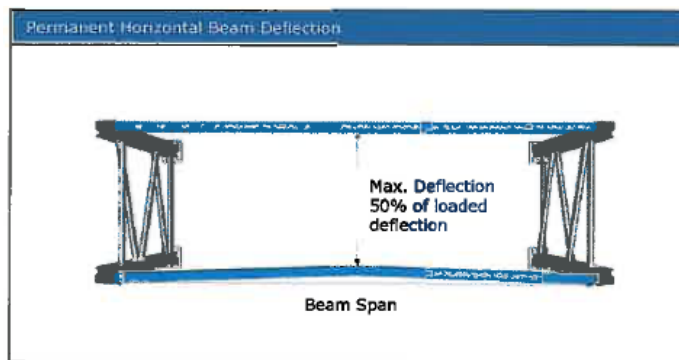 Permanent Horizontal Beam Deflection
Max. Deflection
50% of loaded
deflection
Beam Span